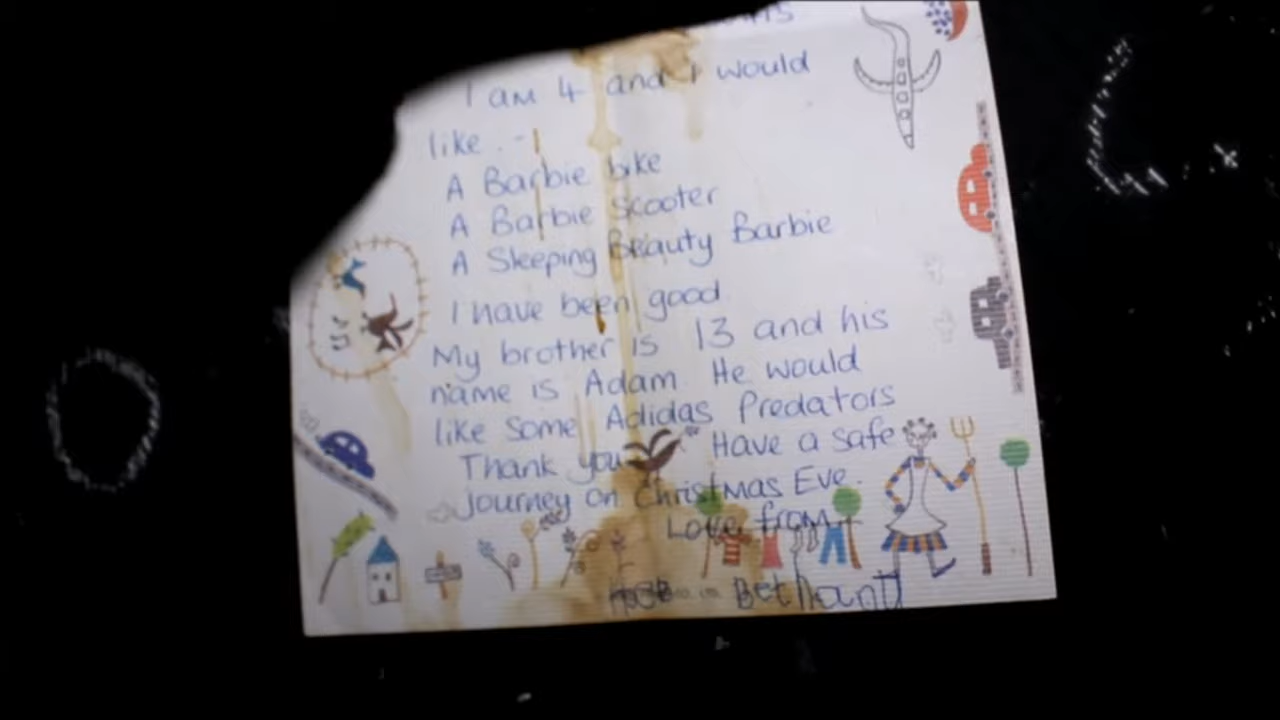 I am 4 and I would
like :-
A Barbie bike
A Barbie Scooter
A Sleeping Beauty Barbie
I have been good
My brother is 13 and his
name is Adam. He would
like some Adidas Predators
Thank you Have a safe
journey on Christmas Eve.
Love from
Bethany